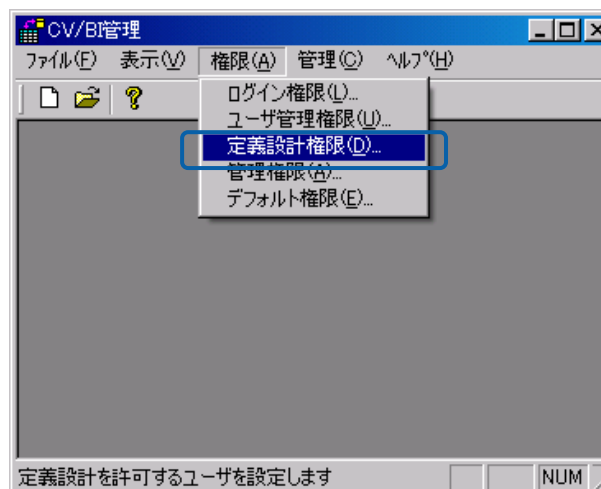 CV/BI管理
ファイル(F) 表示(V) 権限(A) 管理(C) ヘルプ(H)
ログイン権限(L)...
ユーザ管理権限(U)...
定義設計権限(D)...
管理権限(A)...
デフォルト権限(E)...
定義設計を許可するユーザを設定します NUM